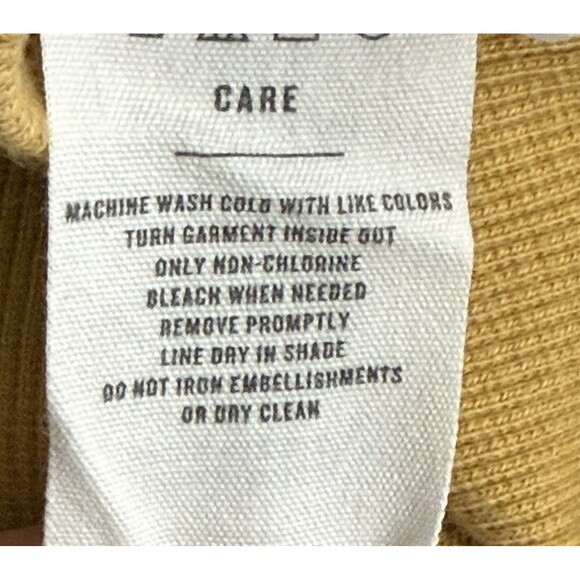 CARE
MACHINE WASH COLD WITH LIKE COLORS
TURN GARMENT INSIDE OUT
ONLY NON-CHLORINE
BLEACH WHEN NEEDED
REMOVE PROMPTLY
LINE DRY IN SHADE
DO NOT IRON EMBELLISHMENTS
OR DRY CLEAN